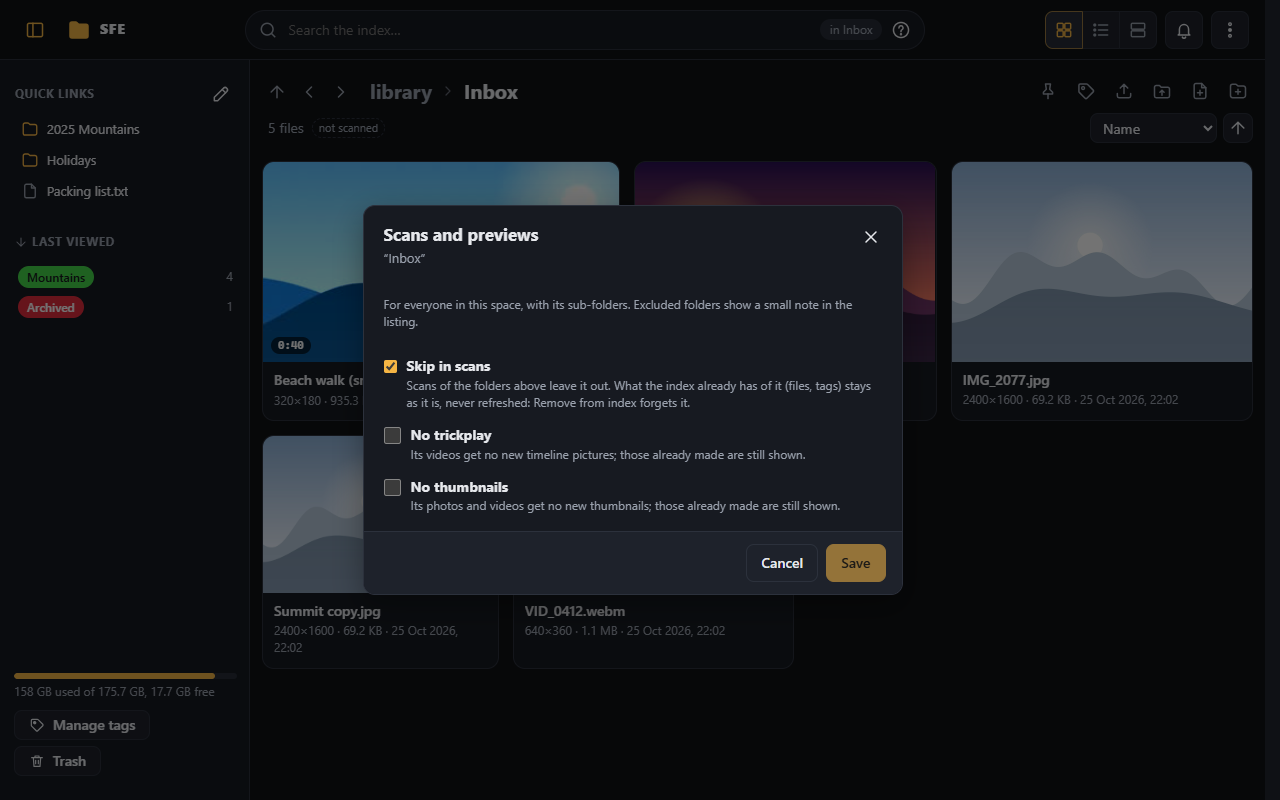 SFE
Search the index...
in Inbox
QUICK LINKS
2025 Mountains
Holidays
Packing list.txt
LAST VIEWED
Mountains 4
Archived 1
library › Inbox
5 files not scanned
Name
Scans and previews
“Inbox”
For everyone in this space, with its sub-folders. Excluded folders show a small note in the
listing.
Skip in scans
Scans of the folders above leave it out. What the index already has of it (files, tags) stays
as it is, never refreshed: Remove from index forgets it.
No trickplay
Its videos get no new timeline pictures; those already made are still shown.
No thumbnails
Its photos and videos get no new thumbnails; those already made are still shown.
Cancel Save
0:40
Beach walk
320×180 · 935.3
IMG_2077.jpg
2400×1600 · 69.2 KB · 25 Oct 2026, 22:02
Summit copy.jpg
2400×1600 · 69.2 KB · 25 Oct 2026,
22:02
VID_0412.webm
640×360 · 1.1 MB · 25 Oct 2026, 22:02
158 GB used of 175.7 GB, 17.7 GB free
Manage tags
Trash